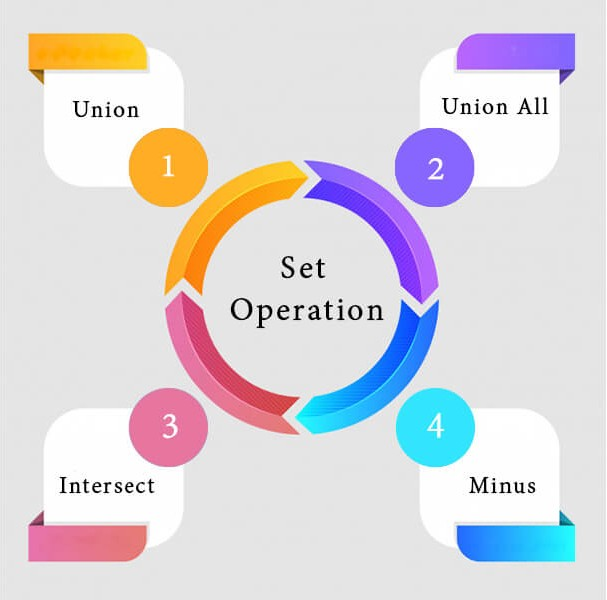 Union
1
Union All
2
Set
Operation
3
Intersect
4
Minus